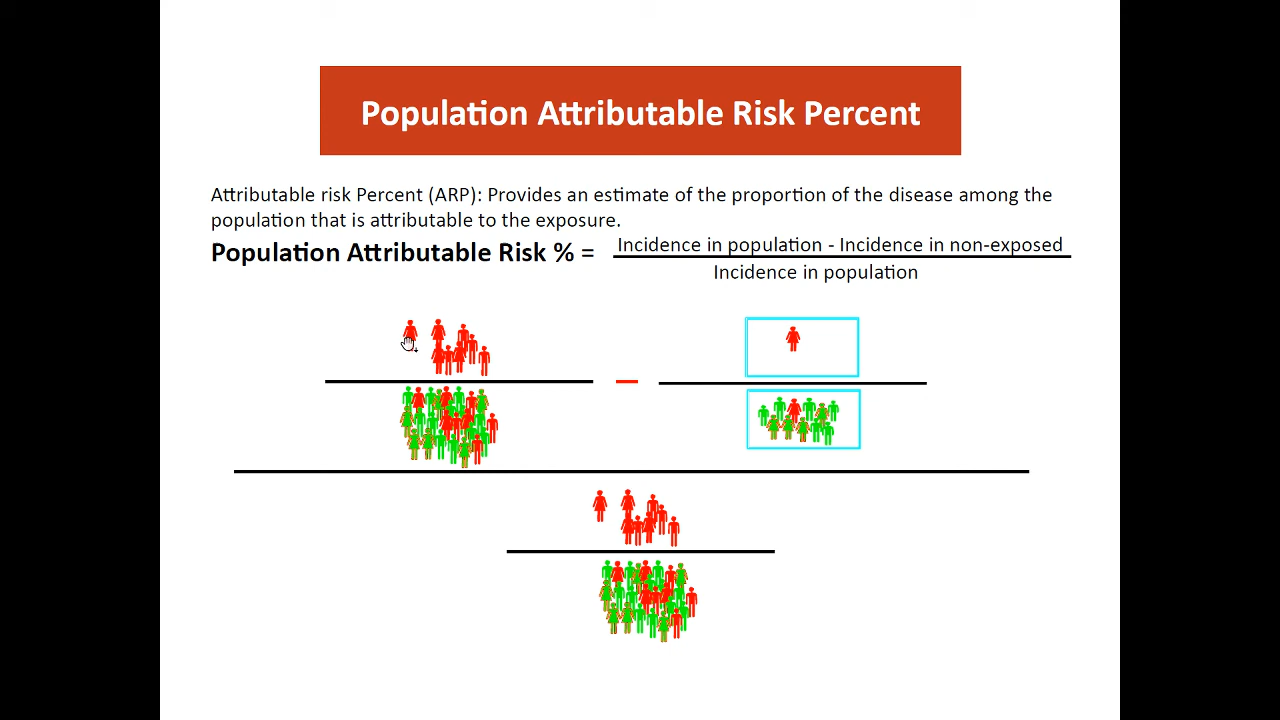 Population Attributable Risk Percent
Attributable risk Percent (ARP): Provides an estimate of the proportion of the disease among the
population that is attributable to the exposure.
Population Attributable Risk % =
Incidence in population - Incidence in non-exposed
Incidence in population